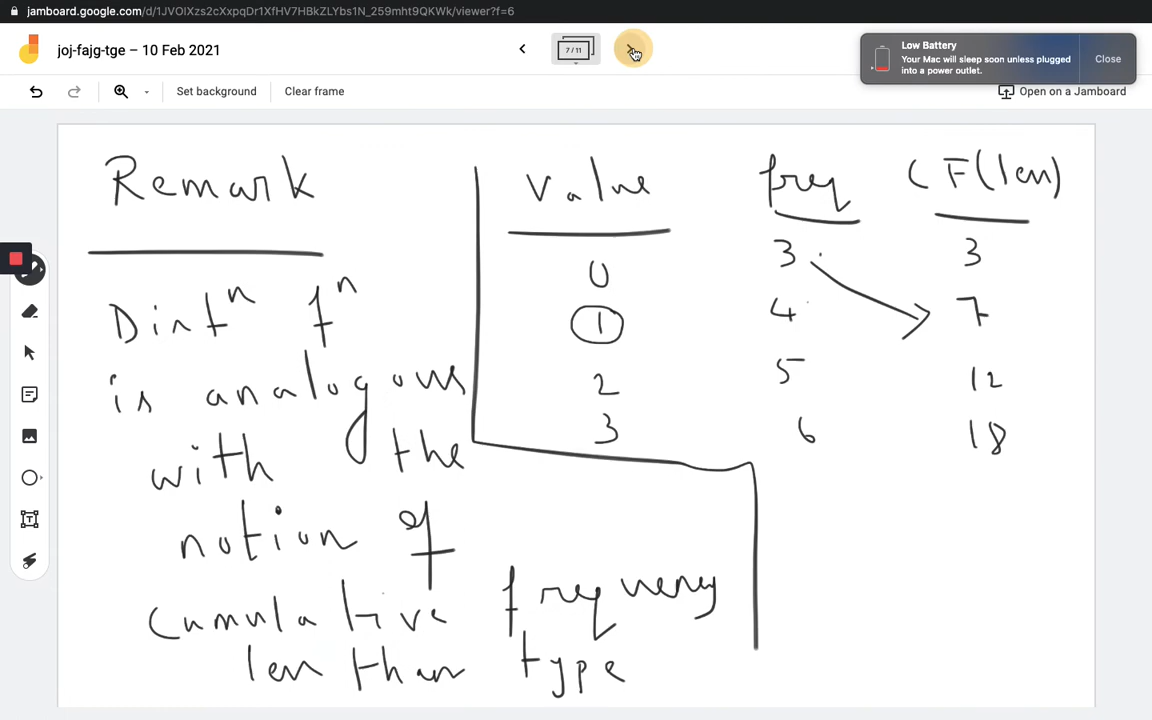 jamboard.google.com/d/1JVOlXzs2cXxpqDr1XfHV7HBkZLYbs1N_259mht9QKWk/viewer?f=6
joj-fajg-tge – 10 Feb 2021
7 / 11
Low Battery
Your Mac will sleep soon unless plugged
into a power outlet.
Close
Set background
Clear frame
Open on a Jamboard
Remark
Distⁿ fⁿ
is analogous
with the
notion of
cumulative frequency
less than type
Value freq CF(less)
0 3 3
1 4 7
2 5 12
3 6 18